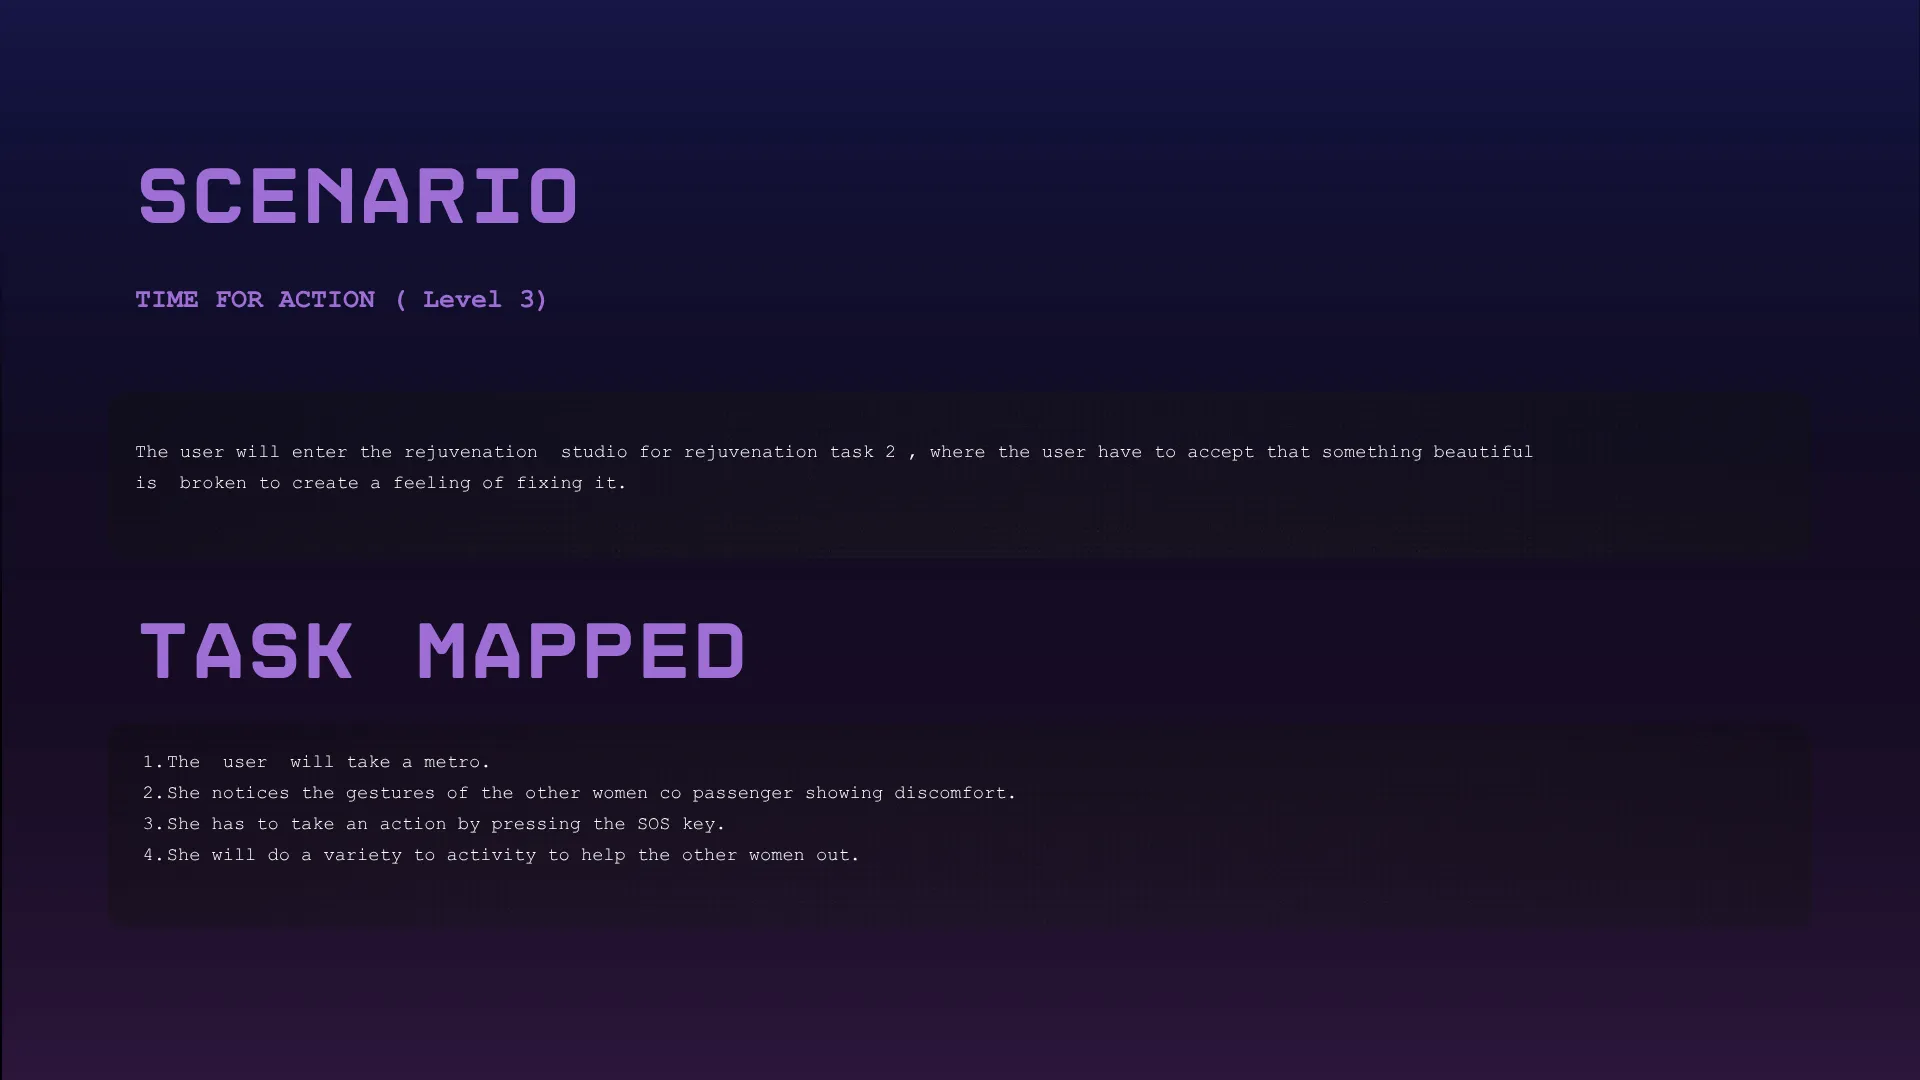 SCENARIO
TIME FOR ACTION ( Level 3)
The user will enter the rejuvenation  studio for rejuvenation task 2 , where the user have to accept that something beautiful
is  broken to create a feeling of fixing it.
TASK MAPPED
1.The  user  will take a metro.
2.She notices the gestures of the other women co passenger showing discomfort.
3.She has to take an action by pressing the SOS key.
4.She will do a variety to activity to help the other women out.